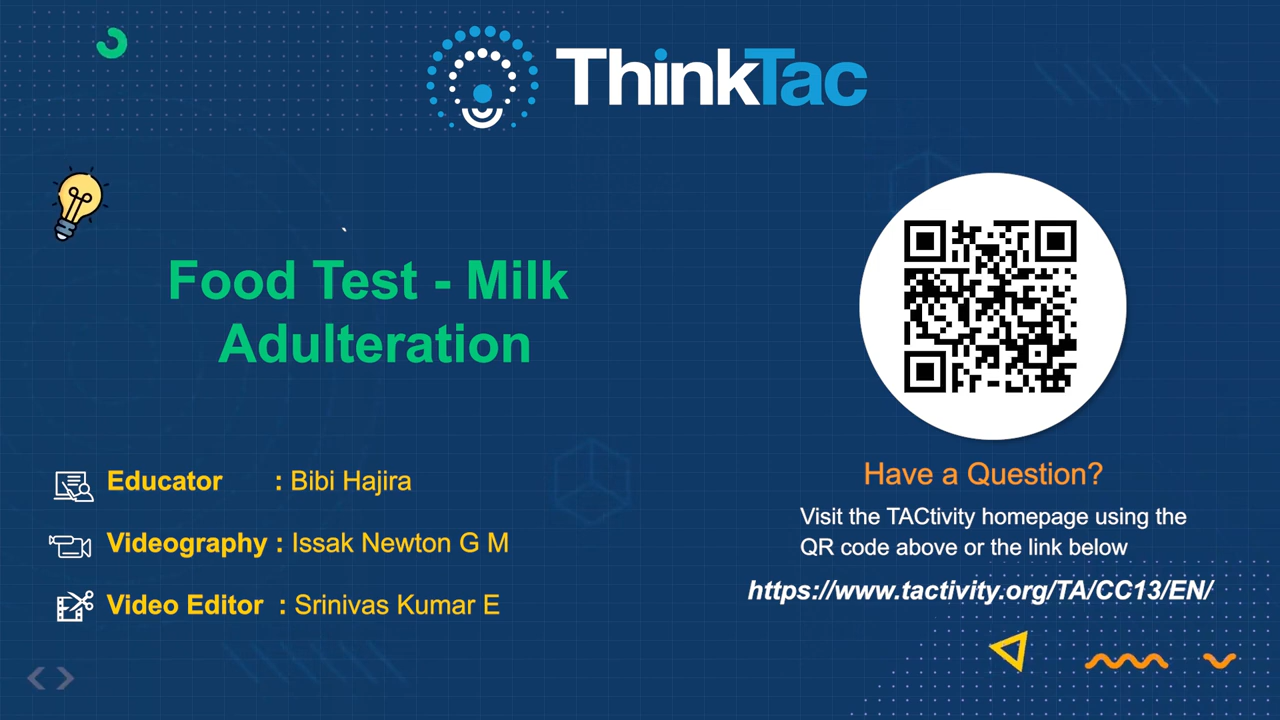 ThinkTac
Food Test - Milk
Adulteration
Educator : Bibi Hajira
Videography : Issak Newton G M
Video Editor : Srinivas Kumar E
Have a Question?
Visit the TACtivity homepage using the
QR code above or the link below
https://www.tactivity.org/TA/CC13/EN/